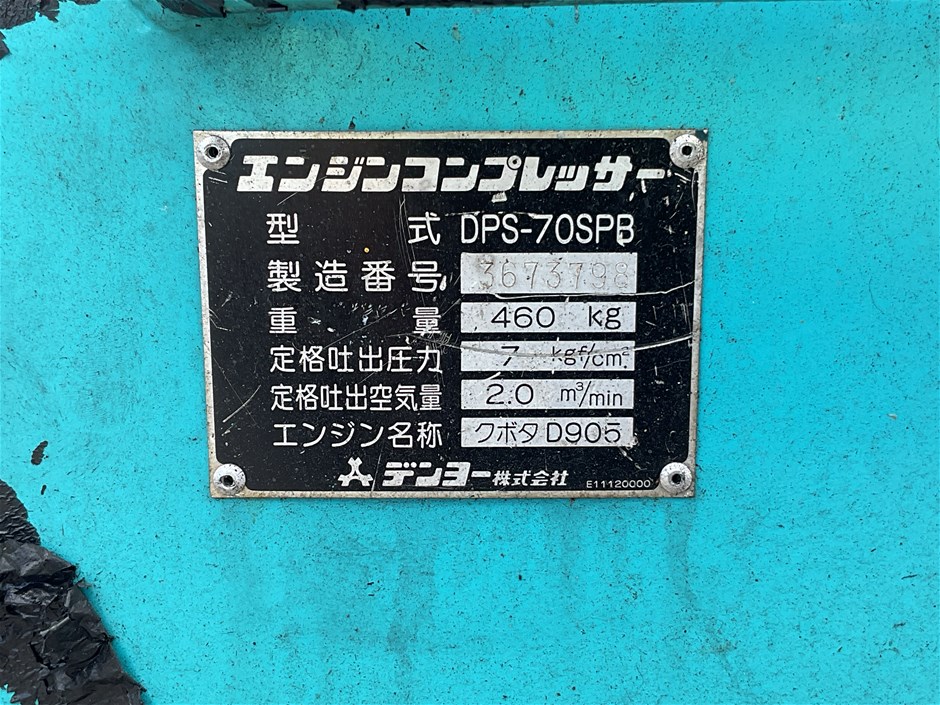 エンジンコンプレッサー
型式 DPS-70SPB
製造番号 3673798
重量 460 kg
定格吐出圧力 7 kgf/cm²
定格吐出空気量 2.0 m³/min
エンジン名称 クボタD905
デンヨー株式会社 E11120000